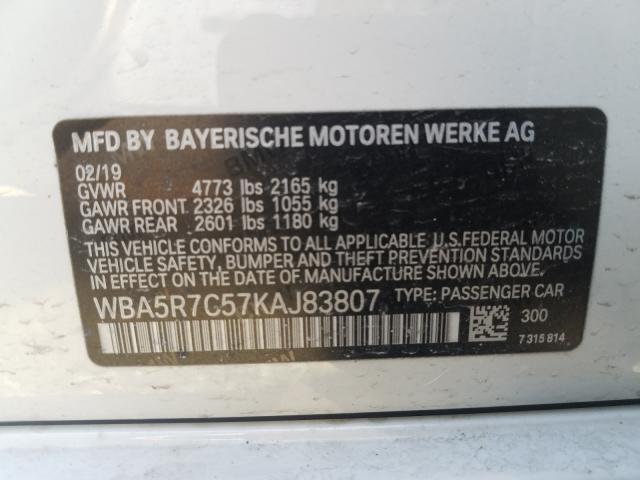 MFD BY BAYERISCHE MOTOREN WERKE AG
02/19
GVWR 4773 lbs 2165 kg
GAWR FRONT 2326 lbs 1055 kg
GAWR REAR 2601 lbs 1180 kg
THIS VEHICLE CONFORMS TO ALL APPLICABLE U.S.FEDERAL MOTOR
VEHICLE SAFETY, BUMPER AND THEFT PREVENTION STANDARDS
IN EFFECT ON THE DATE OF MANUFACTURE SHOWN ABOVE.
WBA5R7C57KAJ83807 TYPE: PASSENGER CAR
300
7 315 814